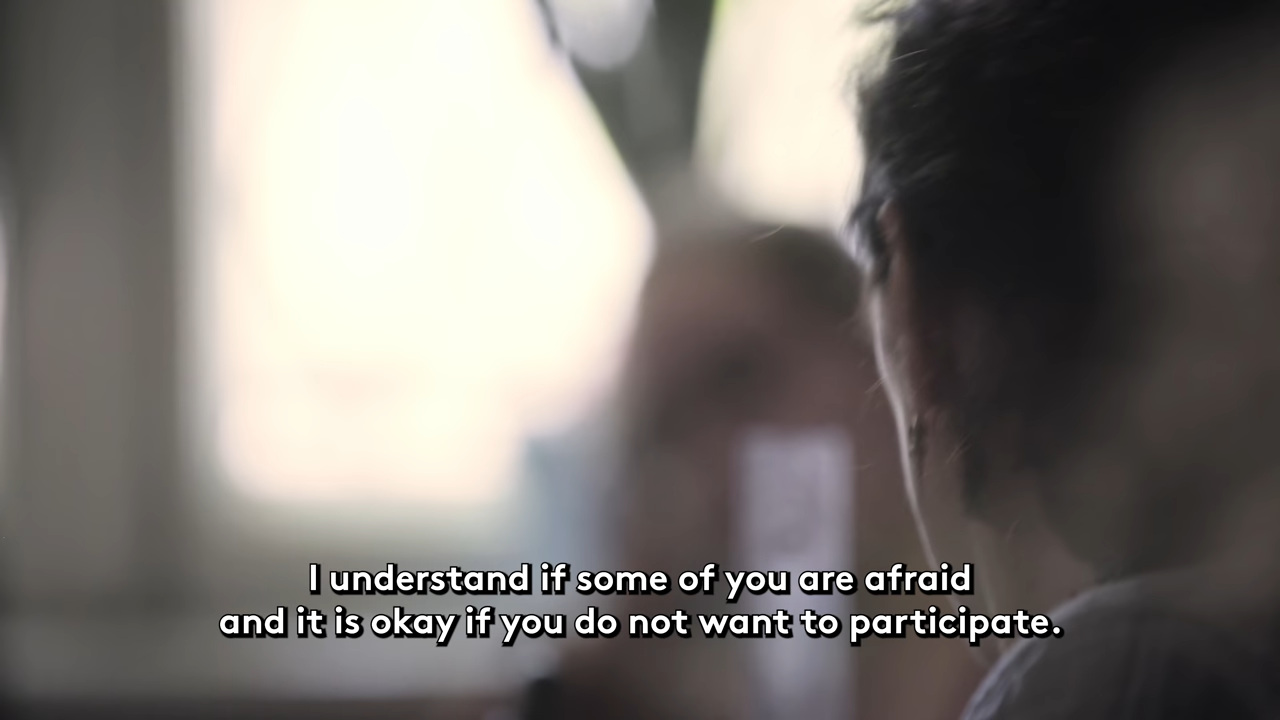 I understand if some of you are afraid
and it is okay if you do not want to participate.